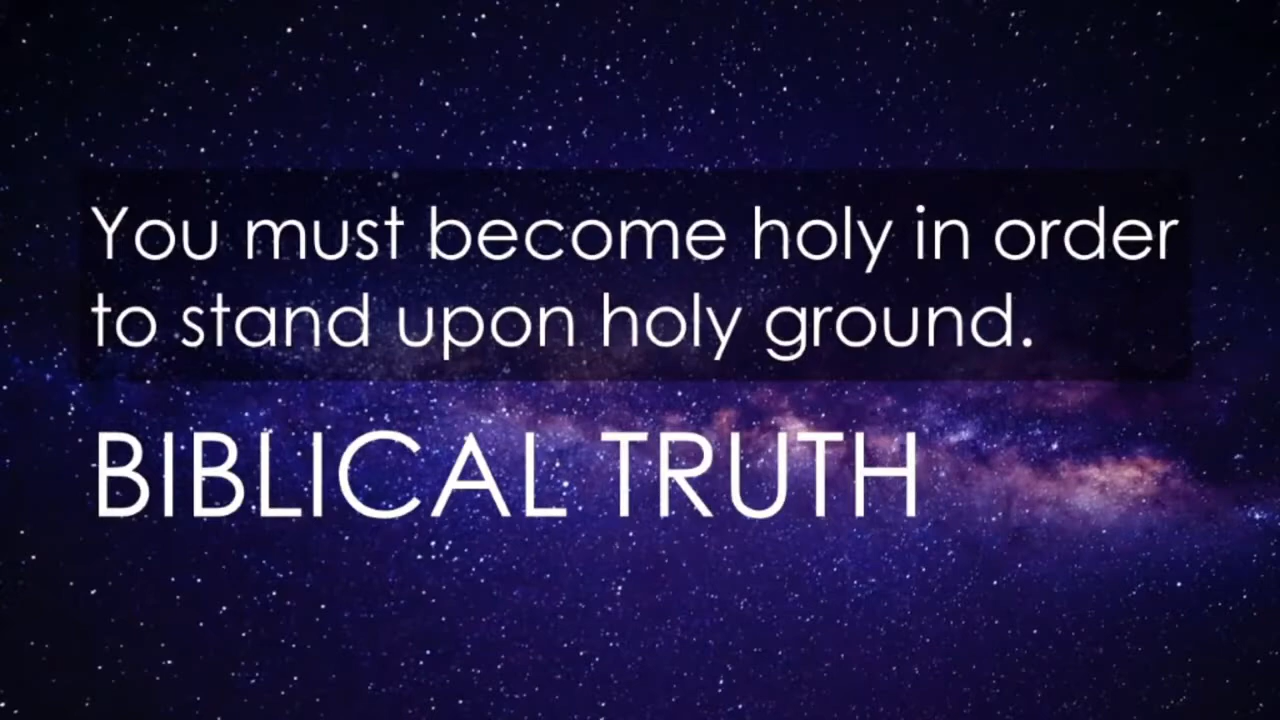 You must become holy in order
to stand upon holy ground.
BIBLICAL TRUTH